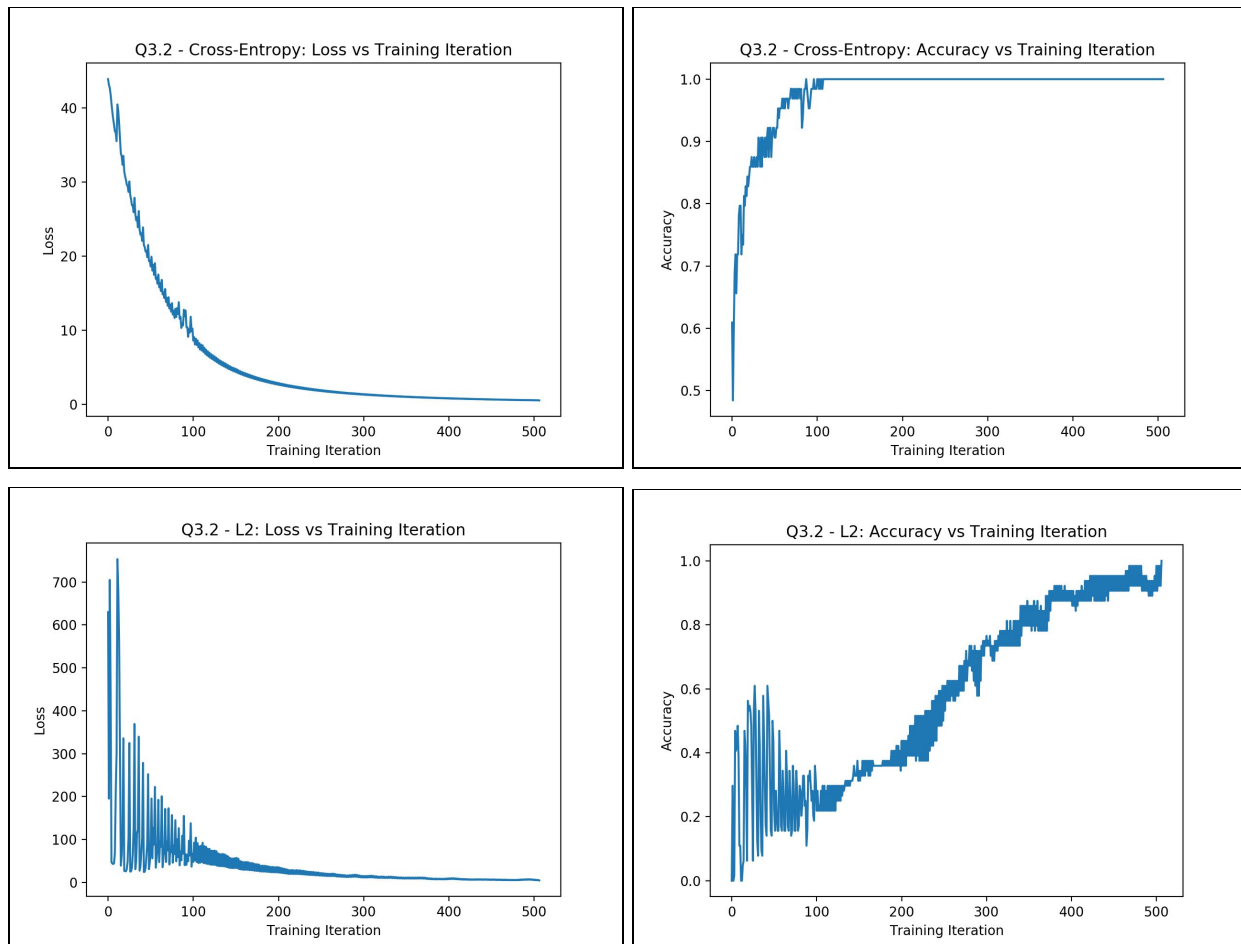 Q3.2 - Cross-Entropy: Loss vs Training Iteration
40
30
20
10
0
Loss
0 100 200 300 400 500
Training Iteration
Q3.2 - Cross-Entropy: Accuracy vs Training Iteration
1.0
0.9
0.8
0.7
0.6
0.5
Accuracy
0 100 200 300 400 500
Training Iteration
Q3.2 - L2: Loss vs Training Iteration
700
600
500
400
300
200
100
0
Loss
0 100 200 300 400 500
Training Iteration
Q3.2 - L2: Accuracy vs Training Iteration
1.0
0.8
0.6
0.4
0.2
0.0
Accuracy
0 100 200 300 400 500
Training Iteration